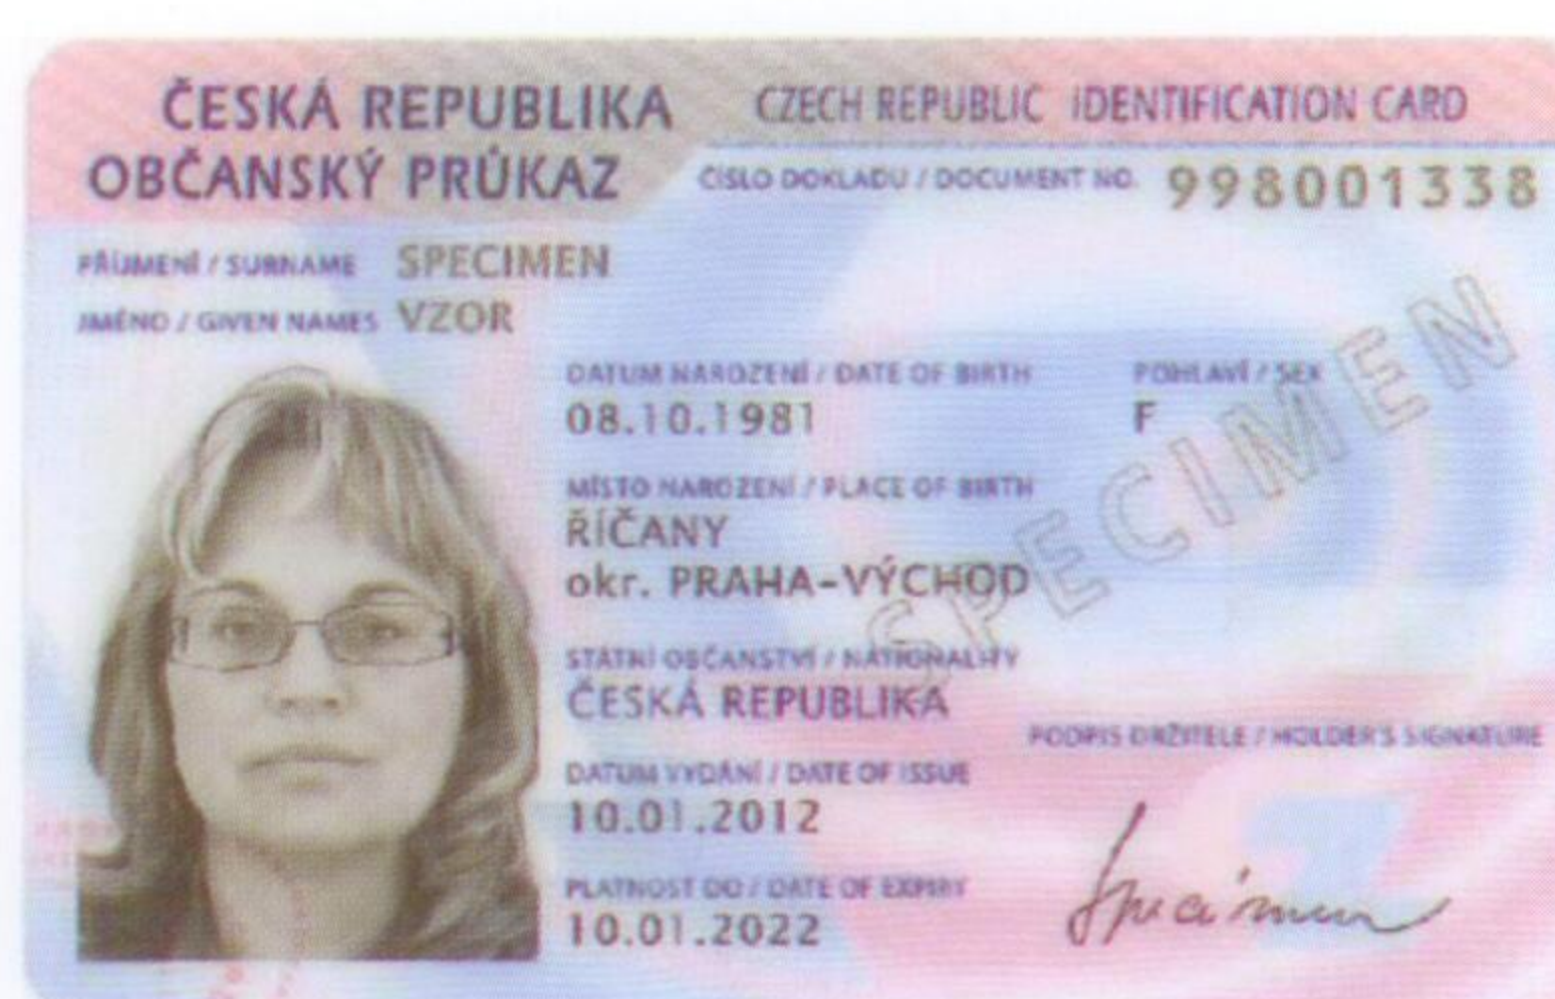 ČESKÁ REPUBLIKA CZECH REPUBLIC IDENTIFICATION CARD
OBČANSKÝ PRŮKAZ
ČÍSLO DOKLADU / DOCUMENT NO. 998001338
PŘÍJMENÍ / SURNAME SPECIMEN
JMÉNO / GIVEN NAMES VZOR
DATUM NAROZENÍ / DATE OF BIRTH
08.10.1981
POHLAVÍ / SEX
F
MÍSTO NAROZENÍ / PLACE OF BIRTH
ŘÍČANY
okr. PRAHA-VÝCHOD
SPECIMEN
STÁTNÍ OBČANSTVÍ / NATIONALITY
ČESKÁ REPUBLIKA
DATUM VYDÁNÍ / DATE OF ISSUE
10.01.2012
PLATNOST DO / DATE OF EXPIRY
10.01.2022
PODPIS DRŽITELE / HOLDER'S SIGNATURE
Specimen